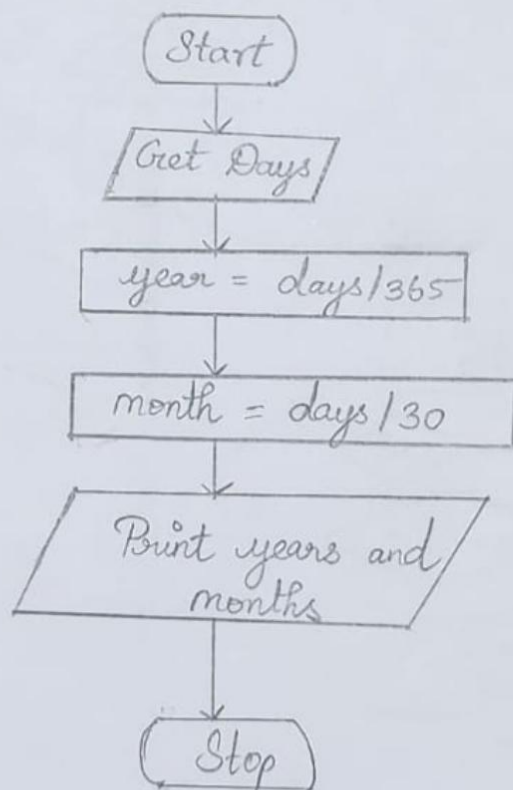 Start
Get Days
year = days/365
month = days/30
Print years and
months
Stop